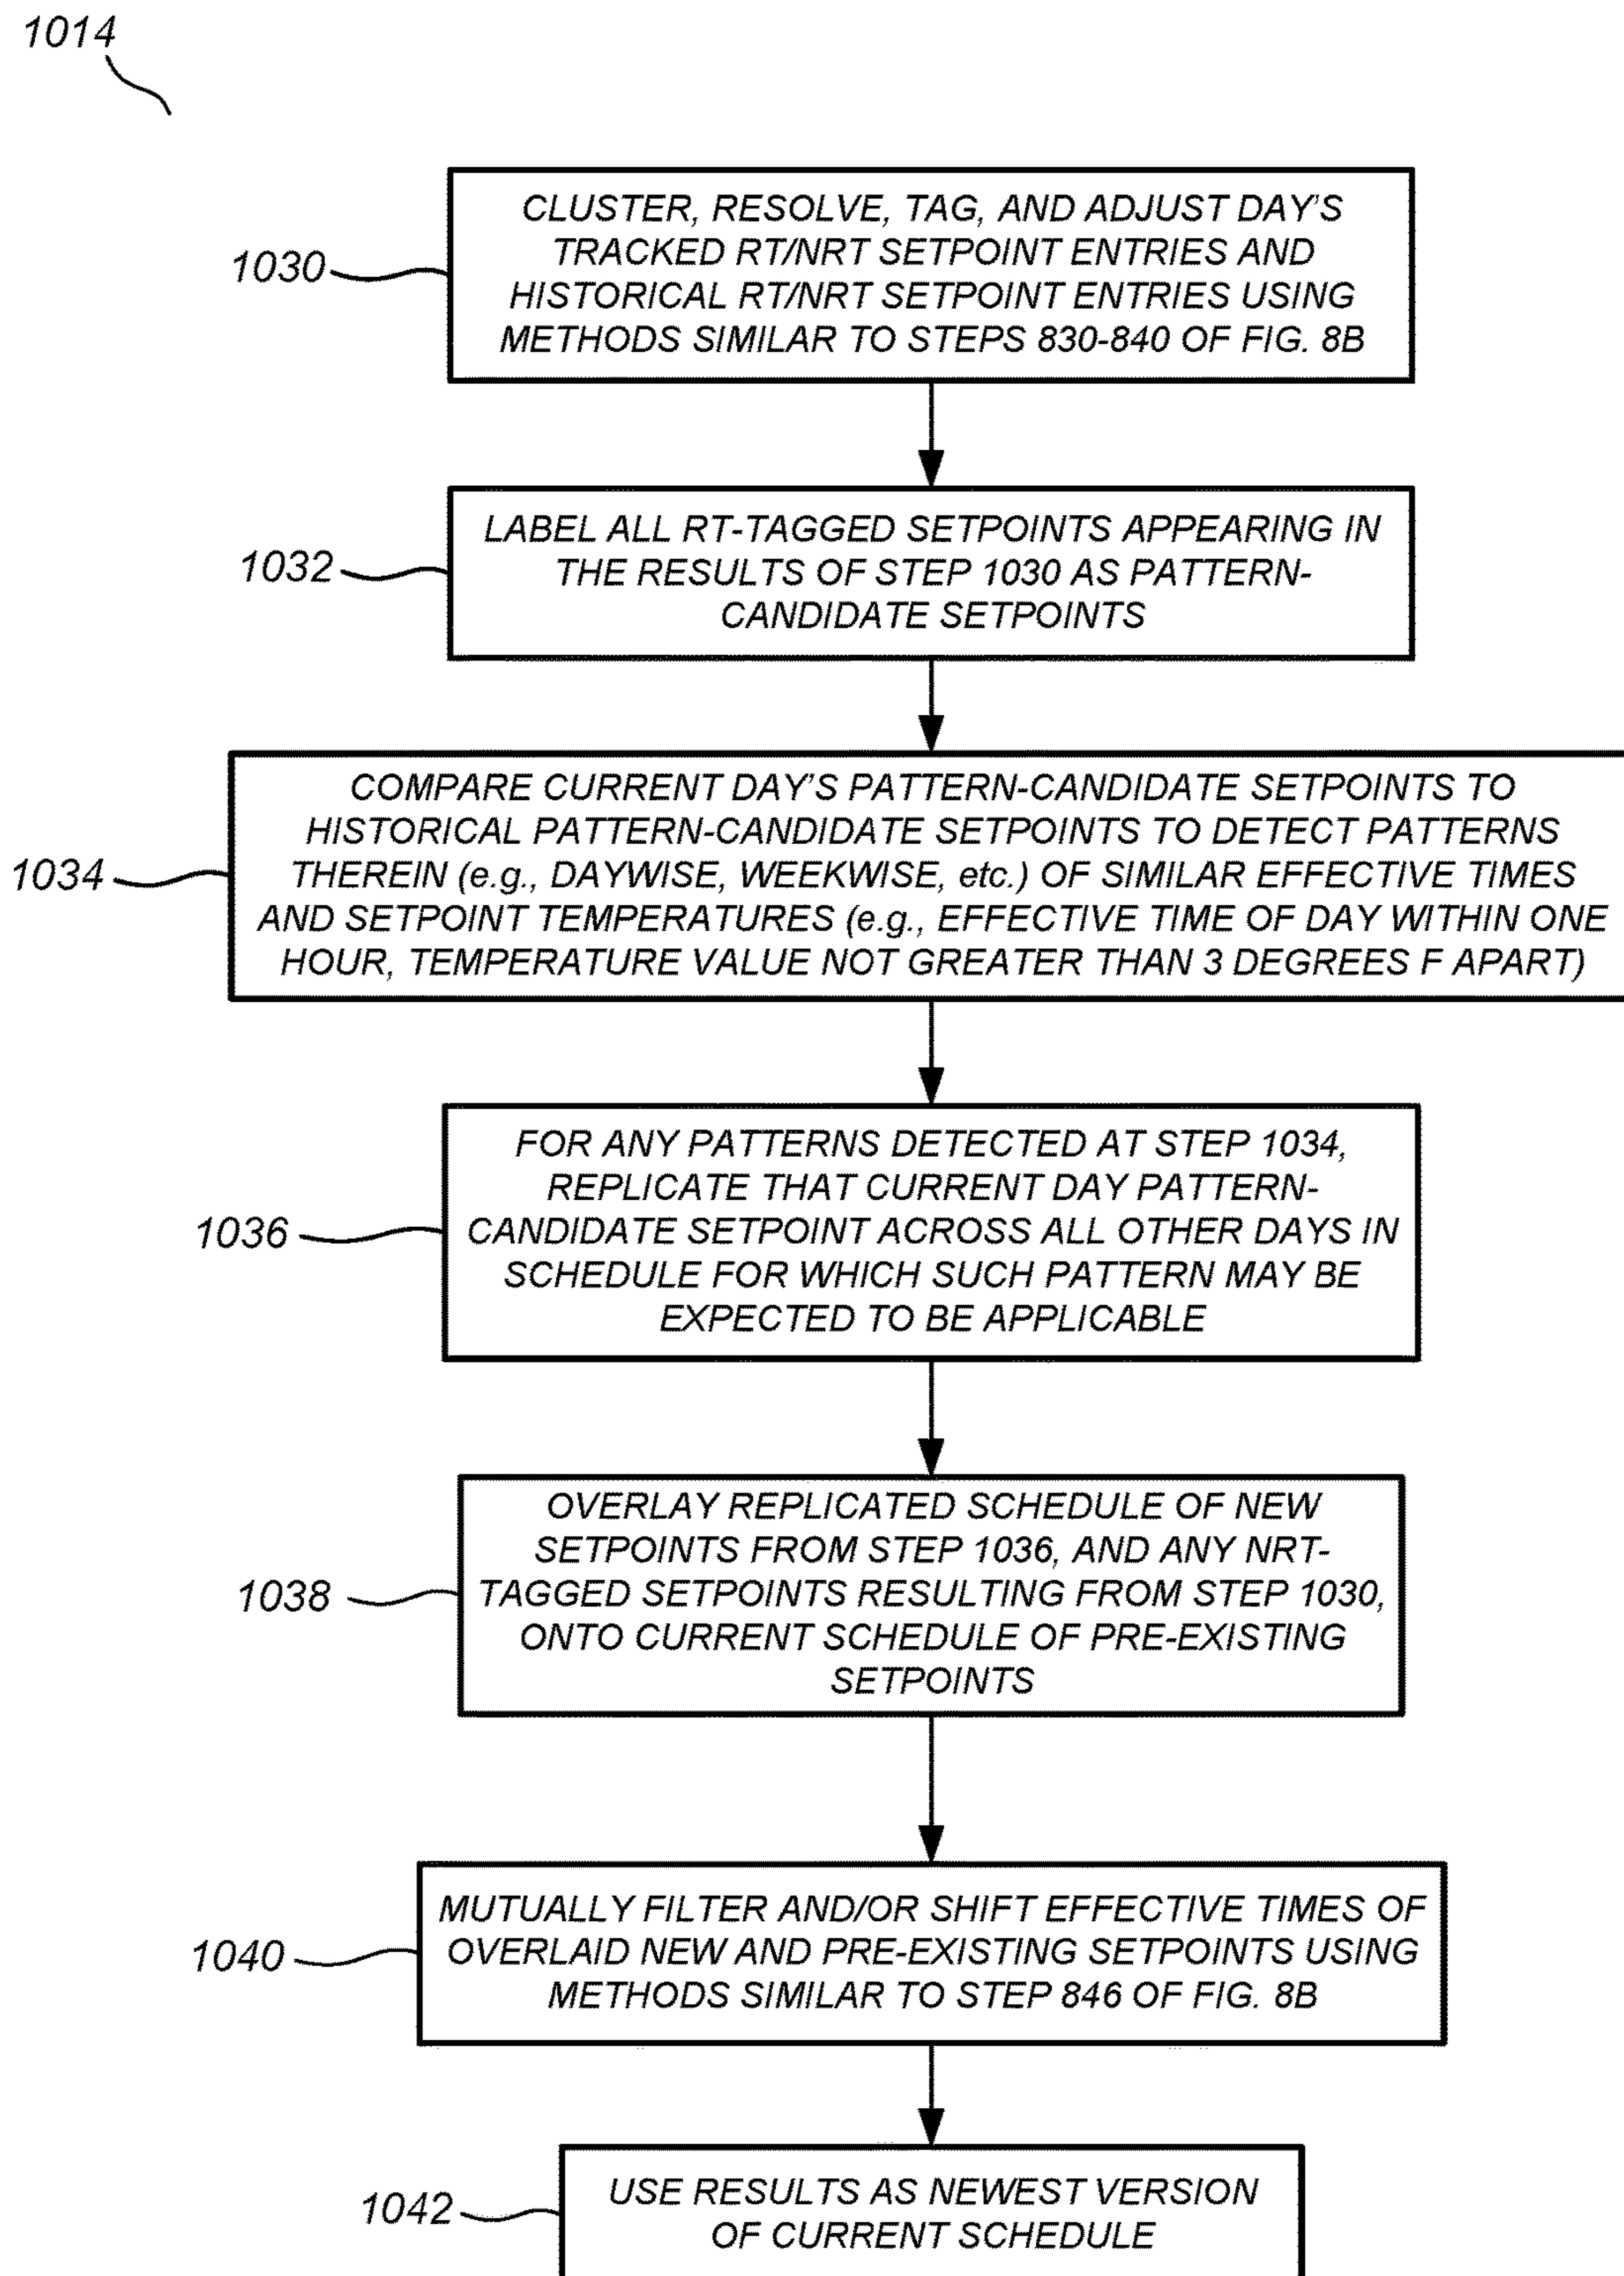 1014
1030
CLUSTER, RESOLVE, TAG, AND ADJUST DAY'S
TRACKED RT/NRT SETPOINT ENTRIES AND
HISTORICAL RT/NRT SETPOINT ENTRIES USING
METHODS SIMILAR TO STEPS 830-840 OF FIG. 8B
1032
LABEL ALL RT-TAGGED SETPOINTS APPEARING IN
THE RESULTS OF STEP 1030 AS PATTERN-
CANDIDATE SETPOINTS
1034
COMPARE CURRENT DAY'S PATTERN-CANDIDATE SETPOINTS TO
HISTORICAL PATTERN-CANDIDATE SETPOINTS TO DETECT PATTERNS
THEREIN (e.g., DAYWISE, WEEKWISE, etc.) OF SIMILAR EFFECTIVE TIMES
AND SETPOINT TEMPERATURES (e.g., EFFECTIVE TIME OF DAY WITHIN ONE
HOUR, TEMPERATURE VALUE NOT GREATER THAN 3 DEGREES F APART)
1036
FOR ANY PATTERNS DETECTED AT STEP 1034,
REPLICATE THAT CURRENT DAY PATTERN-
CANDIDATE SETPOINT ACROSS ALL OTHER DAYS IN
SCHEDULE FOR WHICH SUCH PATTERN MAY BE
EXPECTED TO BE APPLICABLE
1038
OVERLAY REPLICATED SCHEDULE OF NEW
SETPOINTS FROM STEP 1036, AND ANY NRT-
TAGGED SETPOINTS RESULTING FROM STEP 1030,
ONTO CURRENT SCHEDULE OF PRE-EXISTING
SETPOINTS
1040
MUTUALLY FILTER AND/OR SHIFT EFFECTIVE TIMES OF
OVERLAID NEW AND PRE-EXISTING SETPOINTS USING
METHODS SIMILAR TO STEP 846 OF FIG. 8B
1042
USE RESULTS AS NEWEST VERSION
OF CURRENT SCHEDULE